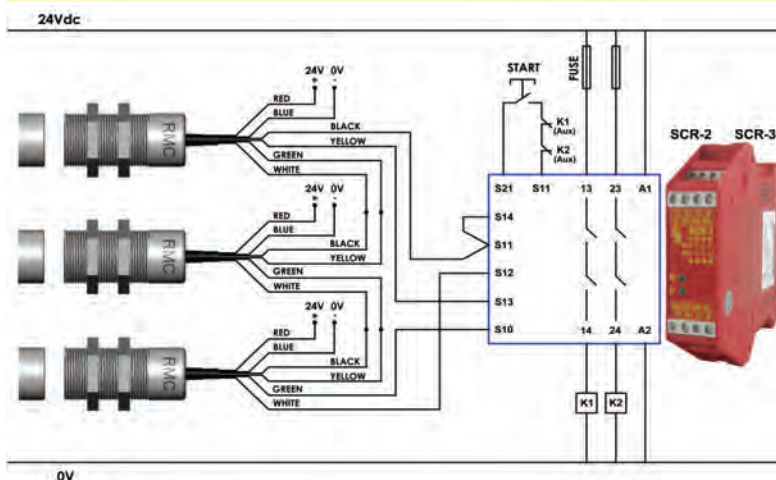 24Vdc
24V 0V
+ -
RED
BLUE
BLACK
YELLOW
GREEN
WHITE
RMC
24V 0V
+ -
RED
BLUE
BLACK
YELLOW
GREEN
WHITE
RMC
24V 0V
+ -
RED
BLUE
BLACK
YELLOW
GREEN
WHITE
RMC
START
FUSE
K1
(Aux)
K2
(Aux)
S21 S11 13 23 A1
S14
S11
S12
S13
S10
14 24 A2
K1 K2
SCR-2 SCR-3
0V